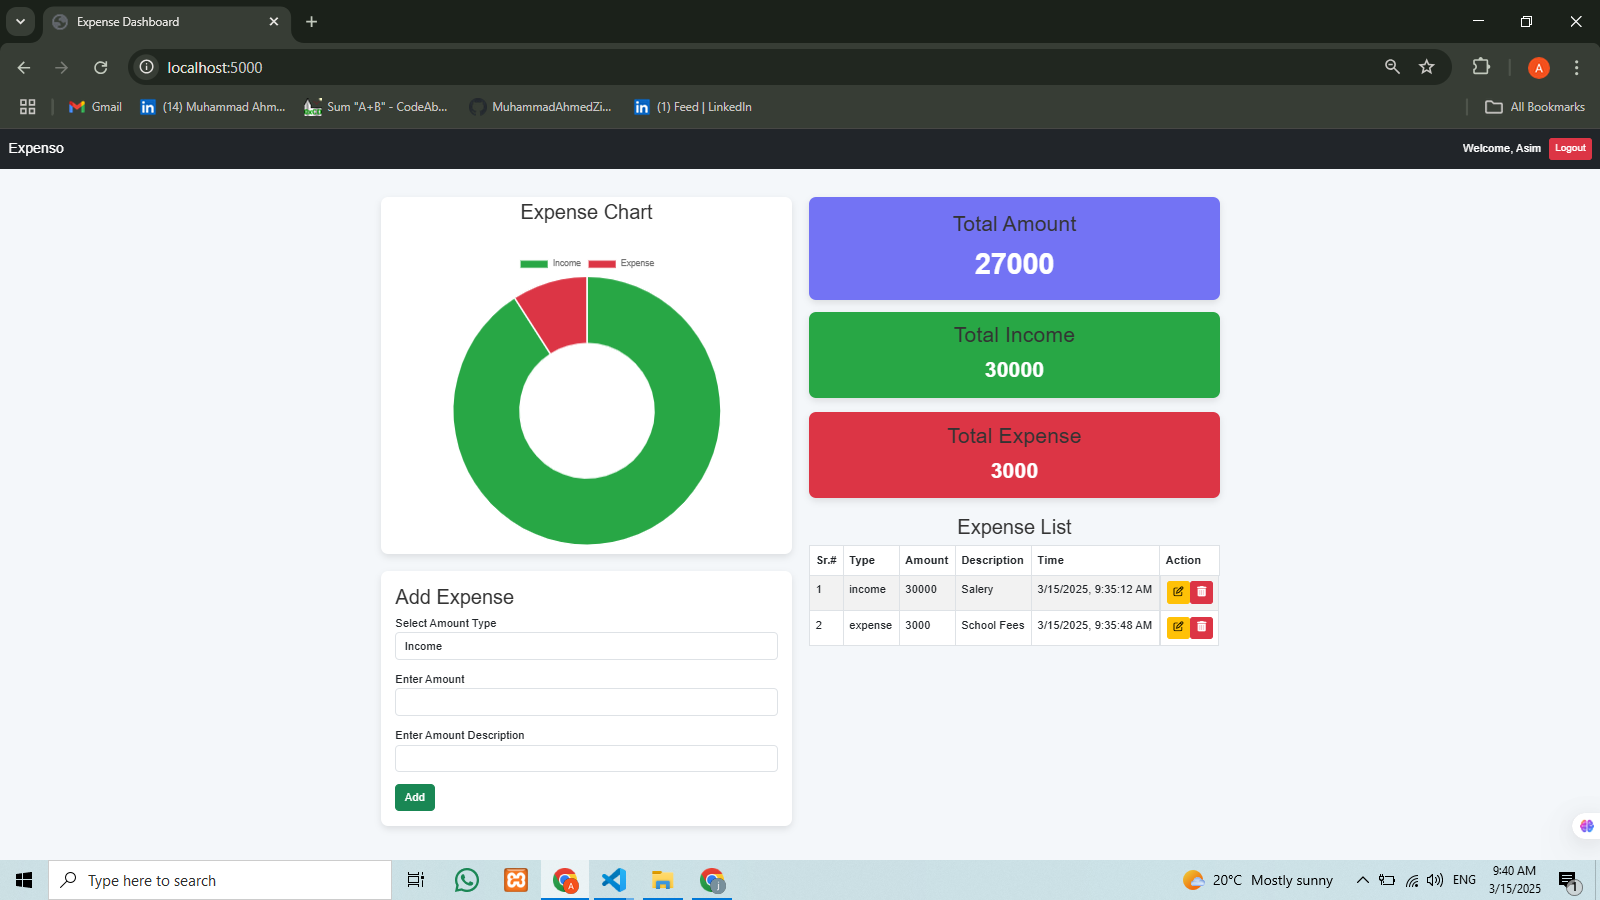 Expense Dashboard
localhost:5000
Gmail
(14) Muhammad Ahm...
Sum "A+B" - CodeAb...
MuhammadAhmedZi...
(1) Feed | LinkedIn
All Bookmarks
A
Expenso
Welcome, Asim
Logout
Expense Chart
Income
Expense
Total Amount
27000
Total Income
30000
Total Expense
3000
Expense List
Sr.# Type Amount Description Time Action
1 income 30000 Salery 3/15/2025, 9:35:12 AM
2 expense 3000 School Fees 3/15/2025, 9:35:48 AM
Add Expense
Select Amount Type
Income
Enter Amount
Enter Amount Description
Add
Type here to search
A
j
20°C Mostly sunny
ENG
9:40 AM
3/15/2025
1